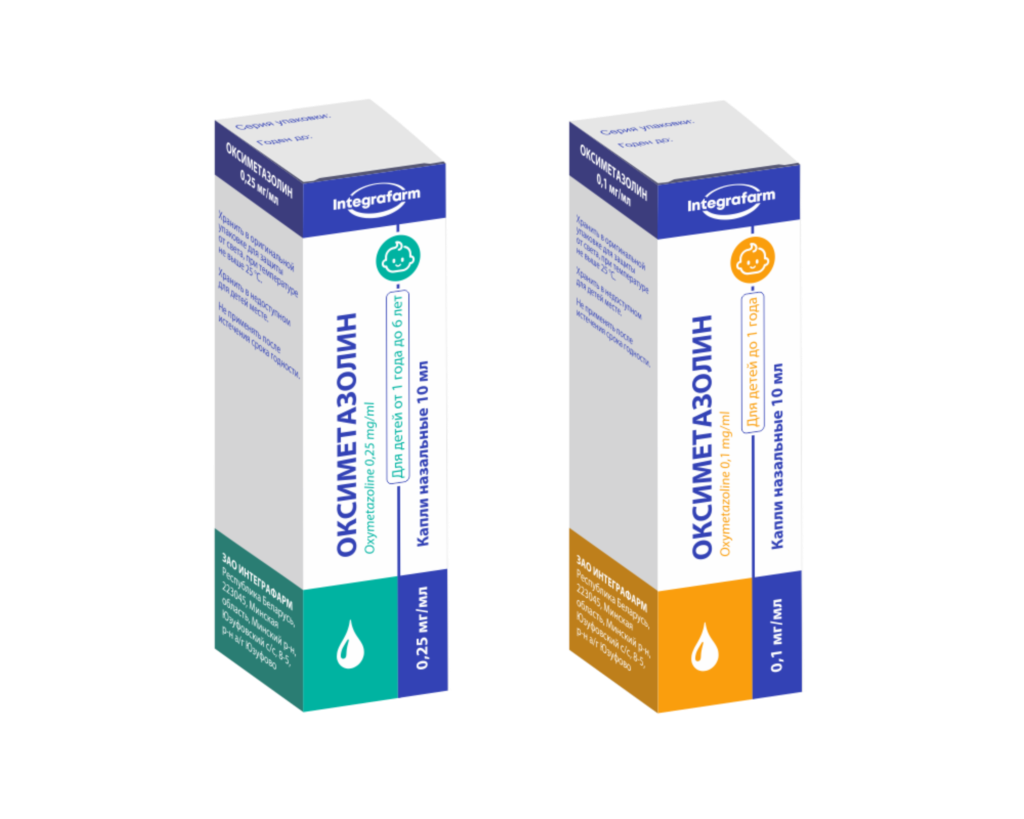 Серия упаковки:
Годен до:
ОКСИМЕТАЗОЛИН
0,25 мг/мл
Integrafarm
Хранить в оригинальной
упаковке для защиты
от света, при температуре
не выше 25 °С.
Хранить в недоступном
для детей месте.
Не применять после
истечения срока годности.
ОКСИМЕТАЗОЛИН
Oxymetazoline 0,25 mg/ml
Для детей от 1 года до 6 лет
Капли назальные 10 мл
ЗАО ИНТЕГРАФАРМ
Республика Беларусь,
223045, Минская
область, Минский р-н,
Юзуфовский с/с, 8-5,
р-н а/г Юзуфово
0,25 мг/мл
Серия упаковки:
Годен до:
ОКСИМЕТАЗОЛИН
0,1 мг/мл
Integrafarm
Хранить в оригинальной
упаковке для защиты
от света, при температуре
не выше 25 °С.
Хранить в недоступном
для детей месте.
Не применять после
истечения срока годности.
ОКСИМЕТАЗОЛИН
Oxymetazoline 0,1 mg/ml
Для детей до 1 года
Капли назальные 10 мл
ЗАО ИНТЕГРАФАРМ
Республика Беларусь,
223045, Минская
область, Минский р-н,
Юзуфовский с/с, 8-5,
р-н а/г Юзуфово
0,1 мг/мл